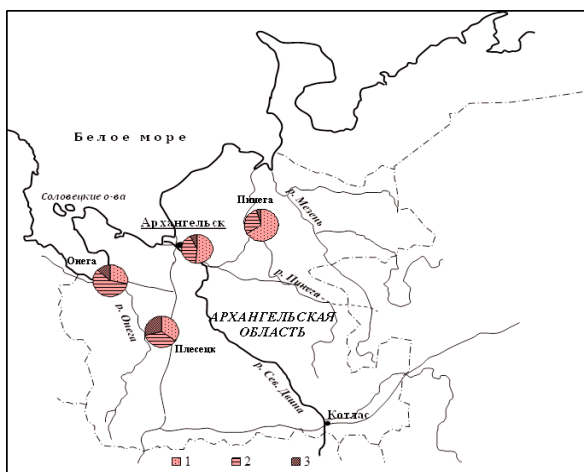 Белое море
Соловецкие о-ва
Пинега
р. Мезень
Архангельск
Онега
р. Пинега
р. Онега
АРХАНГЕЛЬСКАЯ
ОБЛАСТЬ
Плесецк
р. Сев. Двина
Котлас
1 2 3